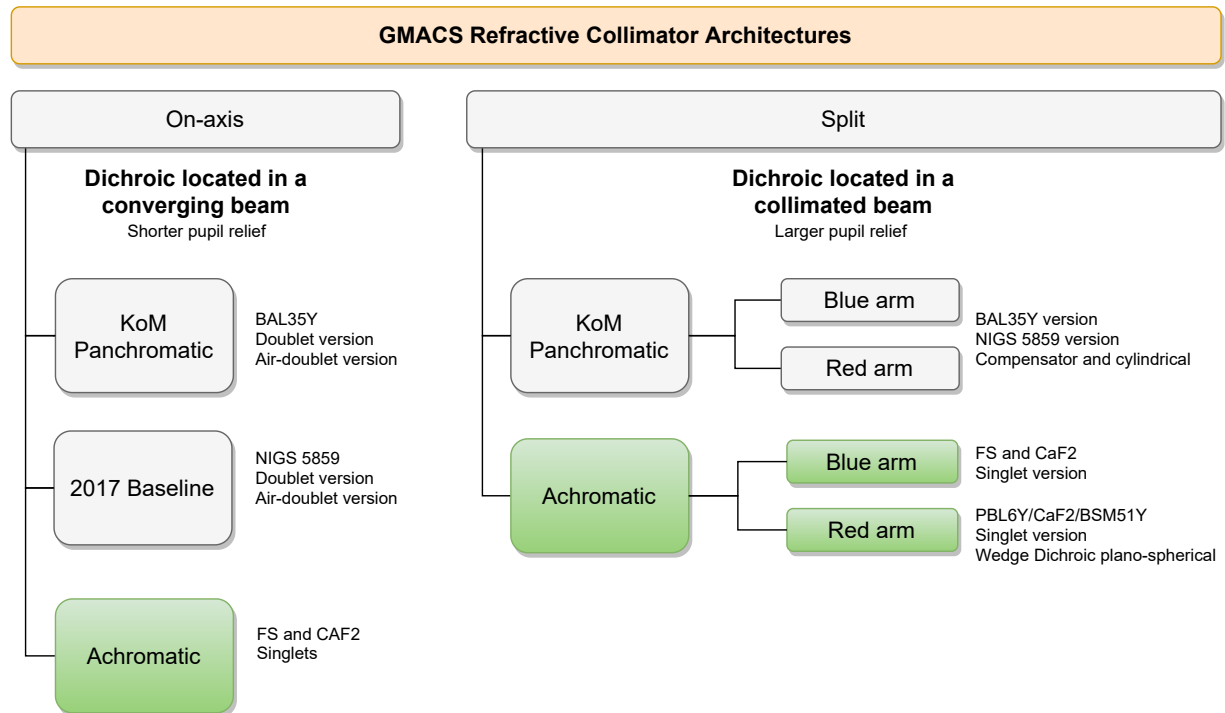 GMACS Refractive Collimator Architectures
On-axis
Dichroic located in a
converging beam
Shorter pupil relief
KoM
Panchromatic
BAL35Y
Doublet version
Air-doublet version
2017 Baseline
NIGS 5859
Doublet version
Air-doublet version
Achromatic
FS and CAF2
Singlets
Split
Dichroic located in a
collimated beam
Larger pupil relief
KoM
Panchromatic
Blue arm
Red arm
BAL35Y version
NIGS 5859 version
Compensator and cylindrical
Achromatic
Blue arm
FS and CaF2
Singlet version
Red arm
PBL6Y/CaF2/BSM51Y
Singlet version
Wedge Dichroic plano-spherical